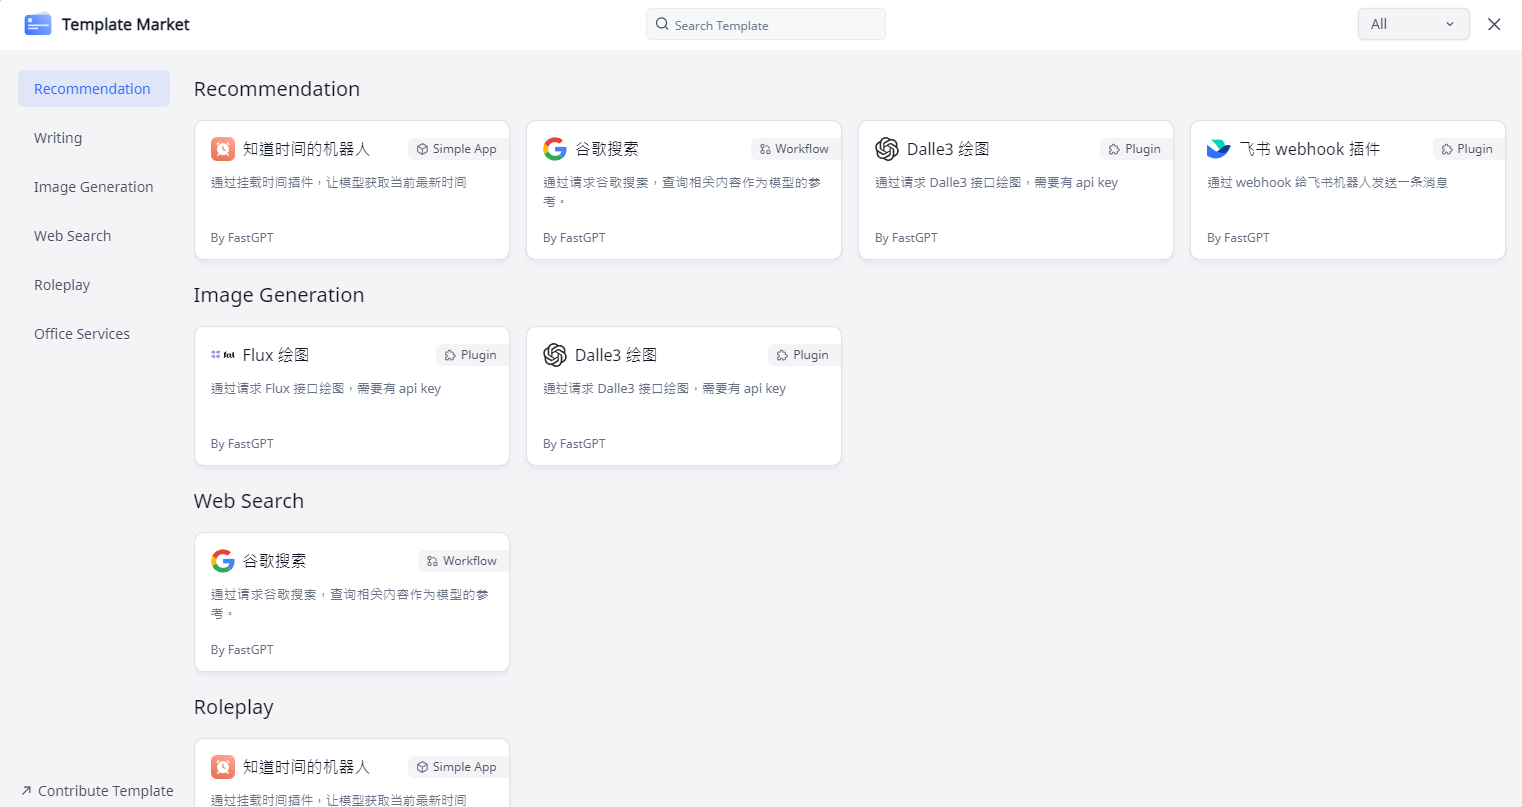 Template Market
Search Template
All
Recommendation
Writing
Image Generation
Web Search
Roleplay
Office Services
Contribute Template
Recommendation
知道时间的机器人
Simple App
通过挂载时间插件，让模型获取当前最新时间
By FastGPT
谷歌搜索
Workflow
通过请求谷歌搜索，查询相关内容作为模型的参
考。
By FastGPT
Dalle3 绘图
Plugin
通过请求 Dalle3 接口绘图，需要有 api key
By FastGPT
飞书 webhook 插件
Plugin
通过 webhook 给飞书机器人发送一条消息
By FastGPT
Image Generation
fal Flux 绘图
Plugin
通过请求 Flux 接口绘图，需要有 api key
By FastGPT
Dalle3 绘图
Plugin
通过请求 Dalle3 接口绘图，需要有 api key
By FastGPT
Web Search
谷歌搜索
Workflow
通过请求谷歌搜索，查询相关内容作为模型的参
考。
By FastGPT
Roleplay
知道时间的机器人
Simple App
通过挂载时间插件，让模型获取当前最新时间